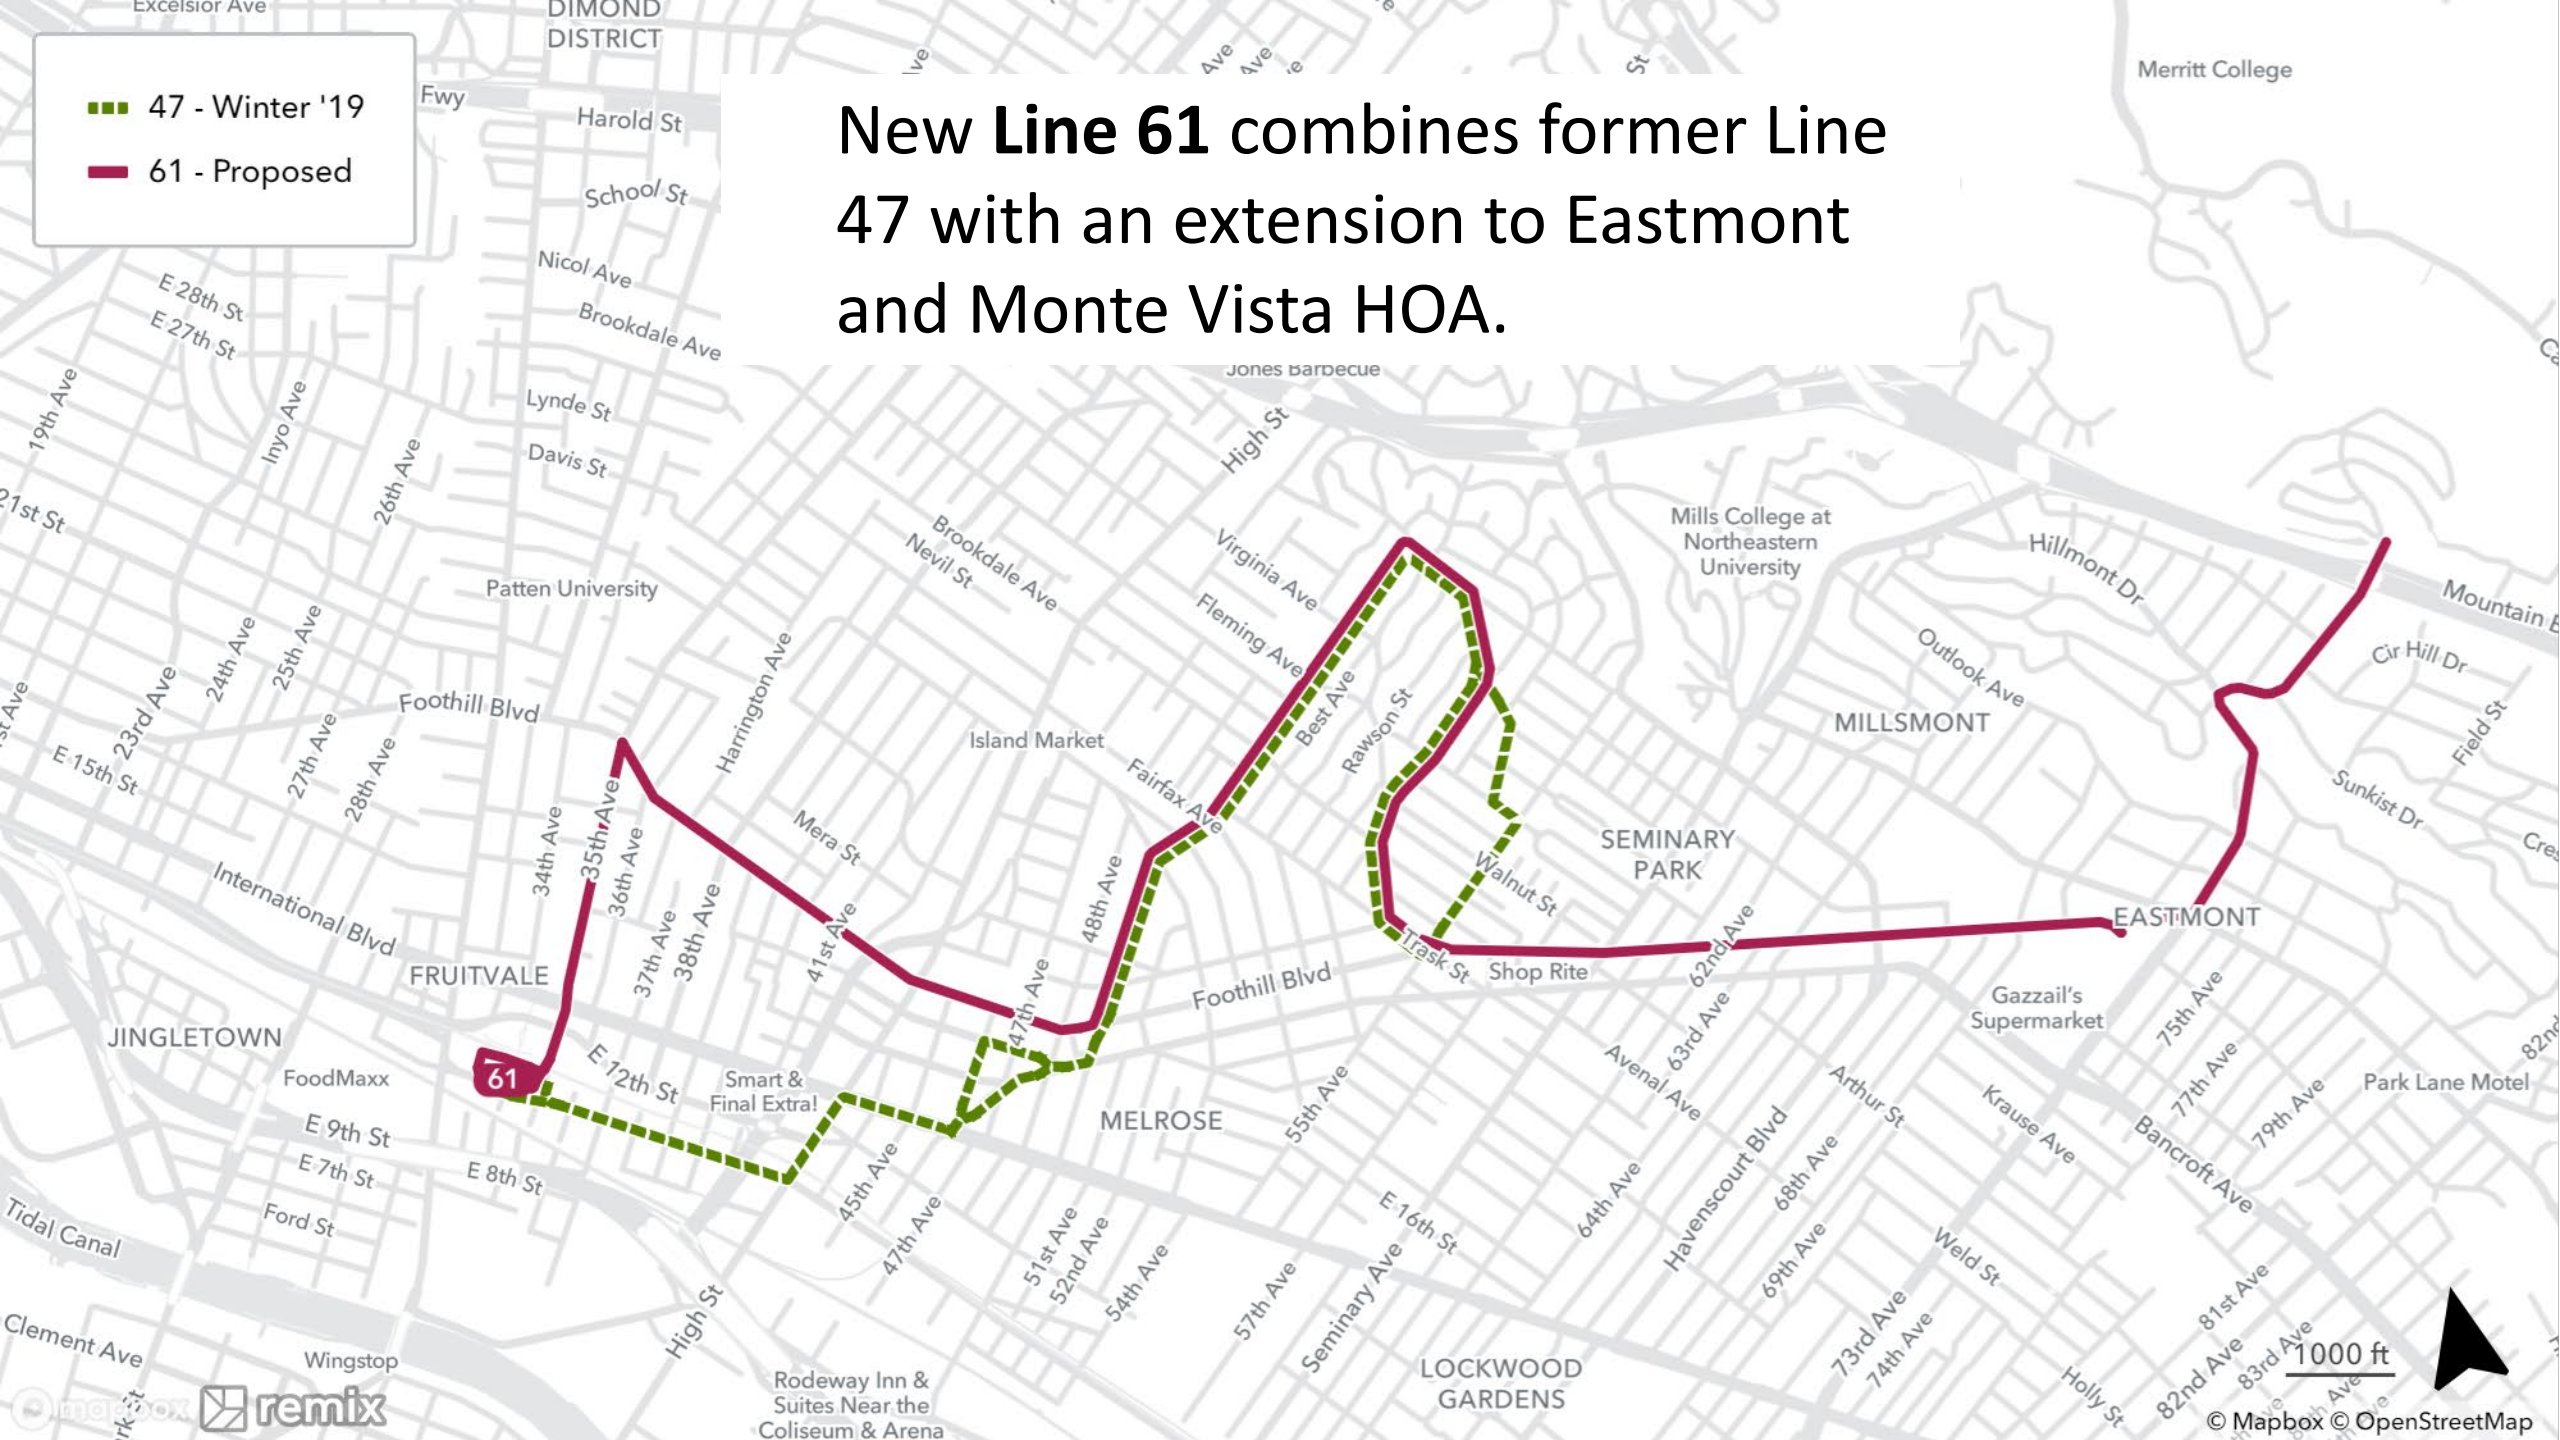 Excelsior Ave
DIMOND
DISTRICT
47 - Winter '19
61 - Proposed
Fwy
Harold St
School St
Nicol Ave
Brookdale Ave
Ave
Ave
Ave
St
Merritt College
New Line 61 combines former Line
47 with an extension to Eastmont
and Monte Vista HOA.
Jones Barbecue
E 28th St
E 27th St
19th Ave
Inyo Ave
26th Ave
Lynde St
Davis St
21st St
High St
Brookdale Ave
Nevil St
Virginia Ave
Fleming Ave
Mills College at
Northeastern
University
Hillmont Dr
Mountain B
Patten University
24th Ave
25th Ave
23rd Ave
Foothill Blvd
Harrington Ave
Island Market
Best Ave
Rawson St
Outlook Ave
MILLSMONT
Cir Hill Dr
Field St
E 15th St
27th Ave
28th Ave
34th Ave
35th Ave
36th Ave
Mera St
Fairfax Ave
Sunkist Dr
SEMINARY
PARK
Walnut St
International Blvd
37th Ave
38th Ave
41st Ave
48th Ave
47th Ave
EASTMONT
Trask St
Shop Rite
62nd Ave
FRUITVALE
Foothill Blvd
Gazzail's
Supermarket
75th Ave
63rd Ave
82nd
JINGLETOWN
FoodMaxx
61
E 12th St
Smart &
Final Extra!
MELROSE
55th Ave
Avenal Ave
Arthur St
Krause Ave
77th Ave
79th Ave
Park Lane Motel
E 9th St
E 7th St
E 8th St
45th Ave
47th Ave
Havenscourt Blvd
68th Ave
Bancroft Ave
Tidal Canal
Ford St
51st Ave
52nd Ave
54th Ave
E 16th St
64th Ave
69th Ave
Weld St
57th Ave
Seminary Ave
81st Ave
Clement Ave
High St
Wingstop
73rd Ave
74th Ave
82nd Ave
83rd Ave
1000 ft
Rodeway Inn &
Suites Near the
Coliseum & Arena
LOCKWOOD
GARDENS
Holly St
mapbox
remix
© Mapbox © OpenStreetMap